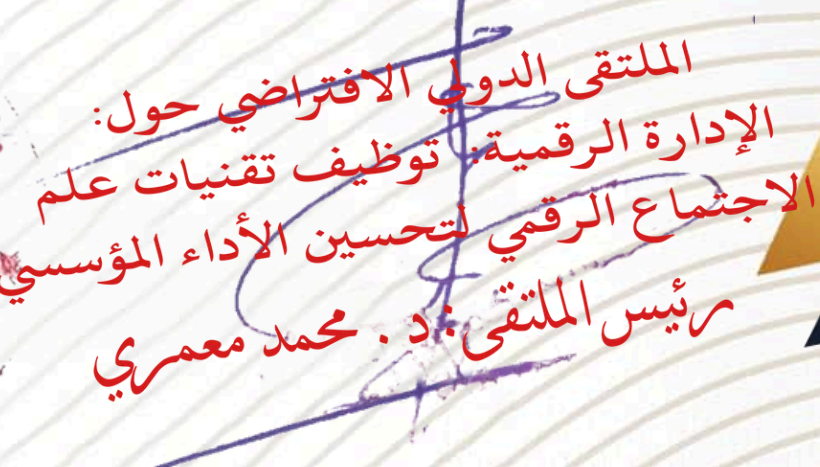 الملتقى الدولي الافتراضي حول:
الإدارة الرقمية: توظيف تقنيات علم
الاجتماع الرقمي لتحسين الأداء المؤسسي
رئيس الملتقى: د . محمد معمري